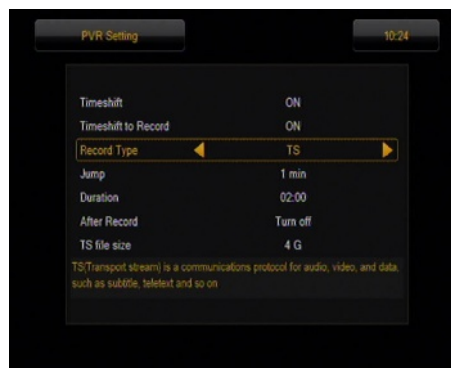 PVR Setting 10:24
Timeshift ON
Timeshift to Record ON
Record Type TS
Jump 1 min
Duration 02:00
After Record Turn off
TS file size 4 G
TS(Transport stream) is a communications protocol for audio, video, and data.
such as subtitle, teletext and so on